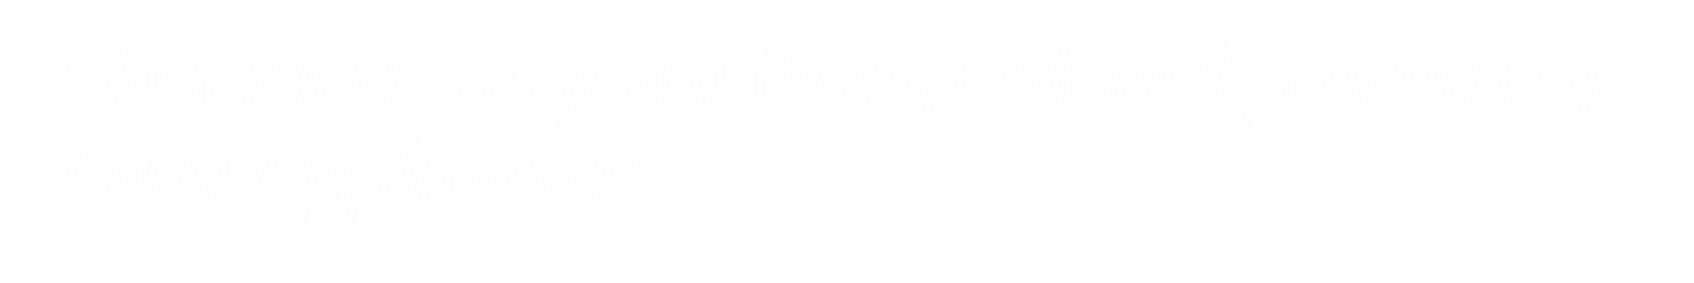 Observations from Occupational pattern of
Loan Applicants